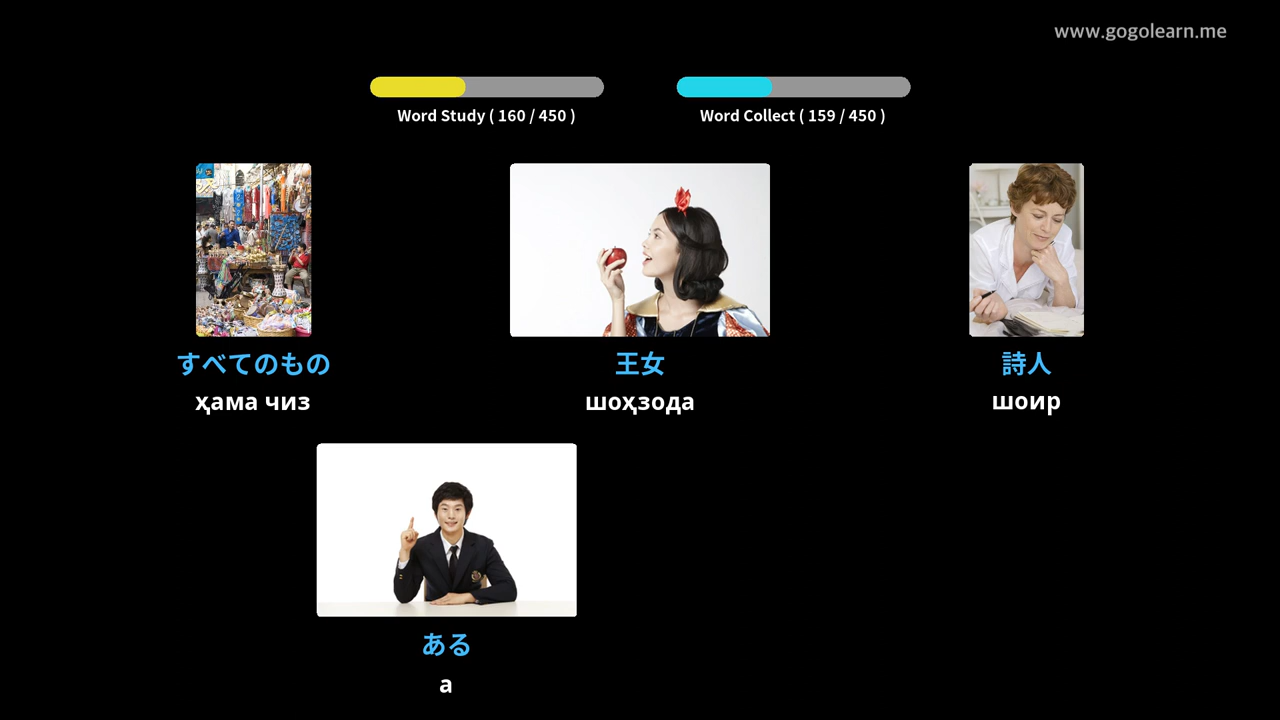 www.gogolearn.me
Word Study ( 160 / 450 )
Word Collect ( 159 / 450 )
すべてのもの
ҳама чиз
王女
шоҳзода
詩人
шоир
ある
а